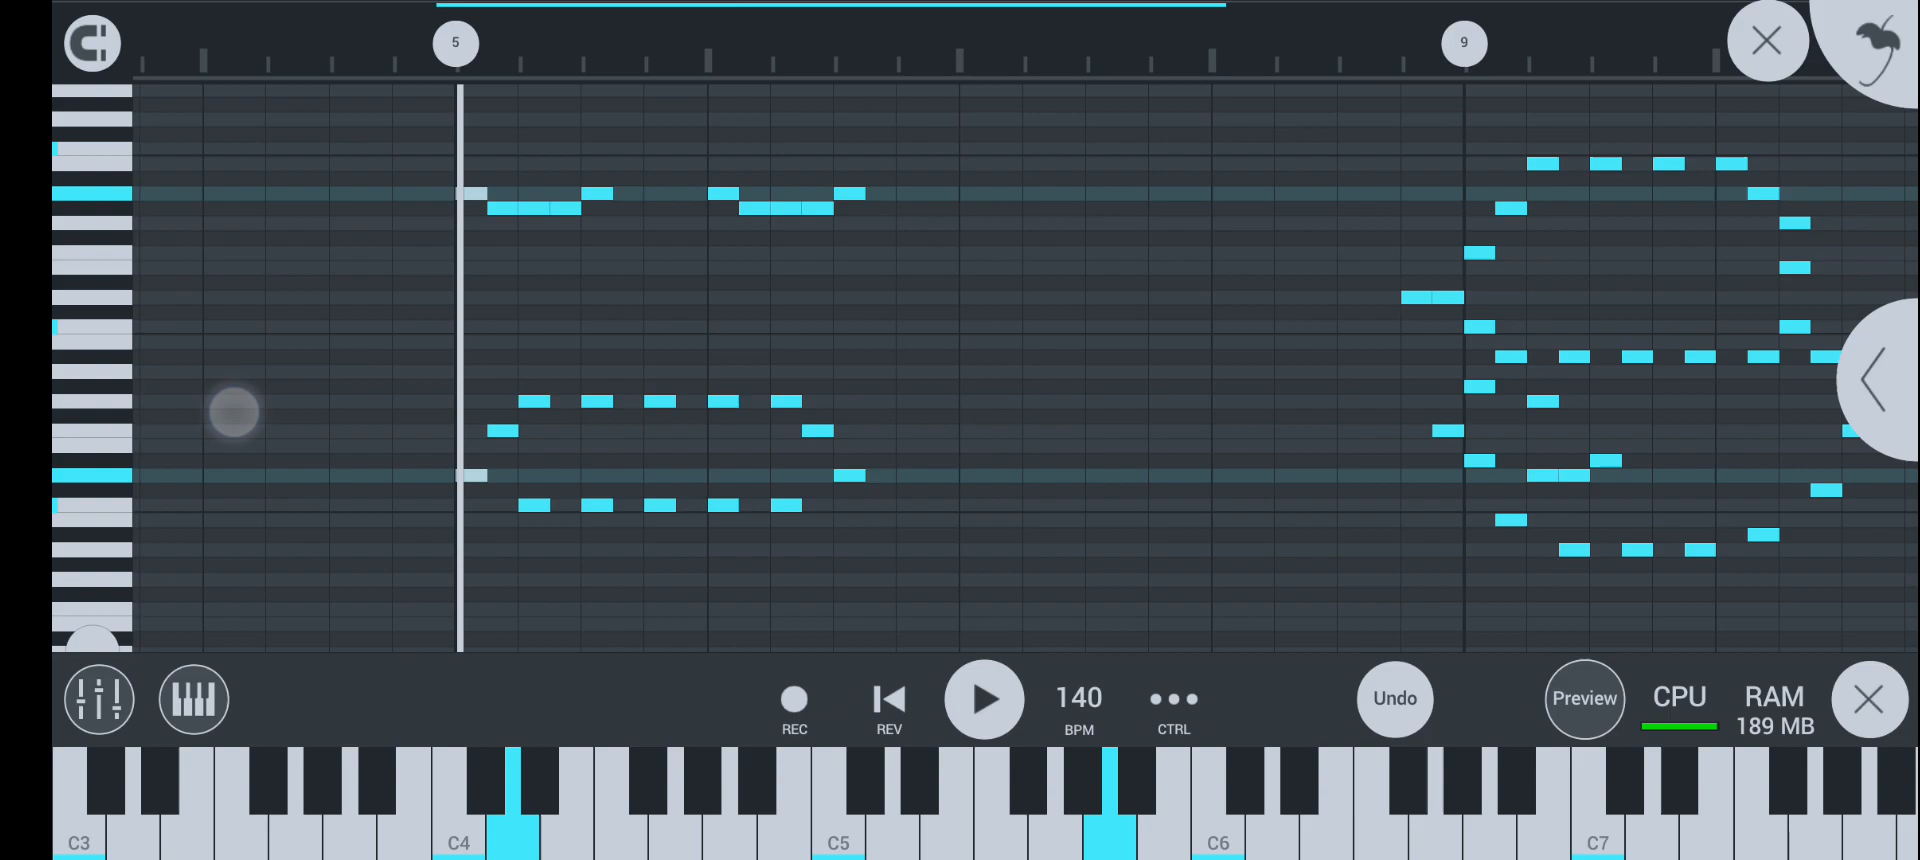 5
9
140
REC
REV
BPM
CTRL
Undo
Preview
CPU
RAM
189 MB
C3
C4
C5
C6
C7